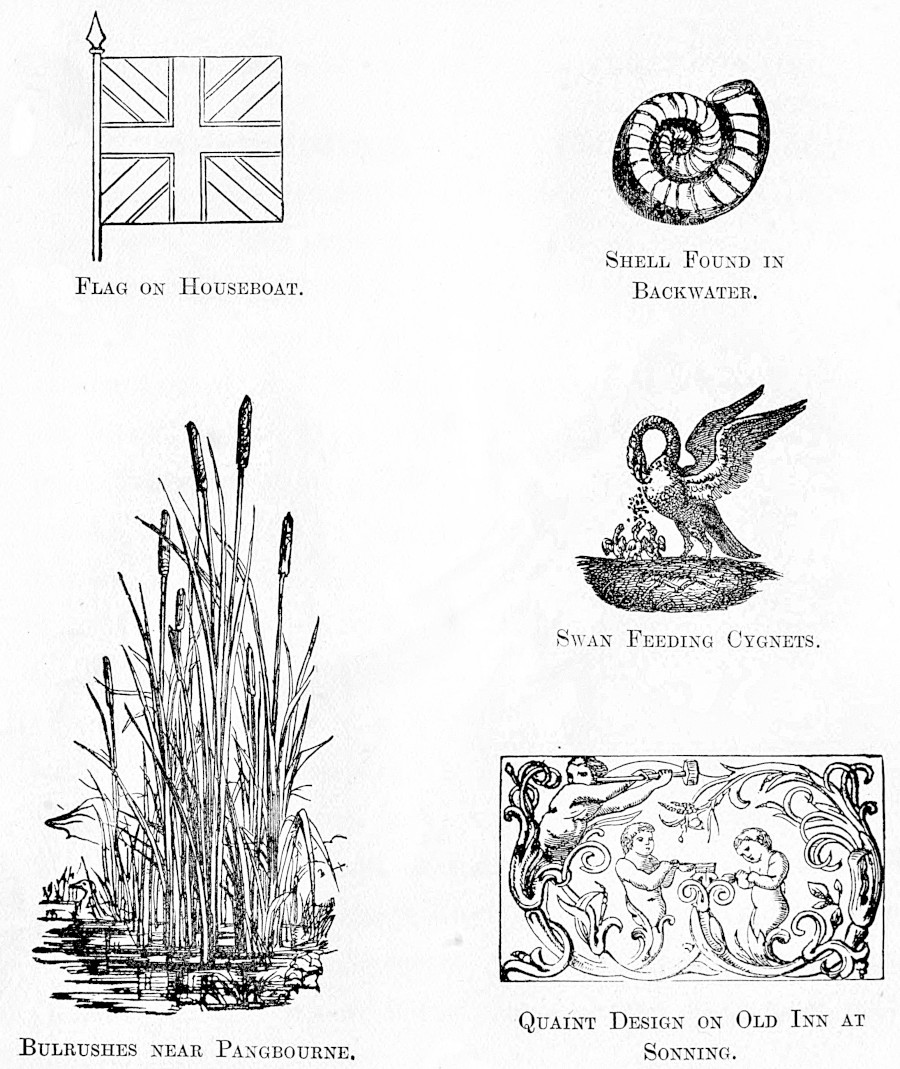 Flag on Houseboat.
Shell Found in
Backwater.
Swan Feeding Cygnets.
Bulrushes near Pangbourne.
Quaint Design on Old Inn at
Sonning.